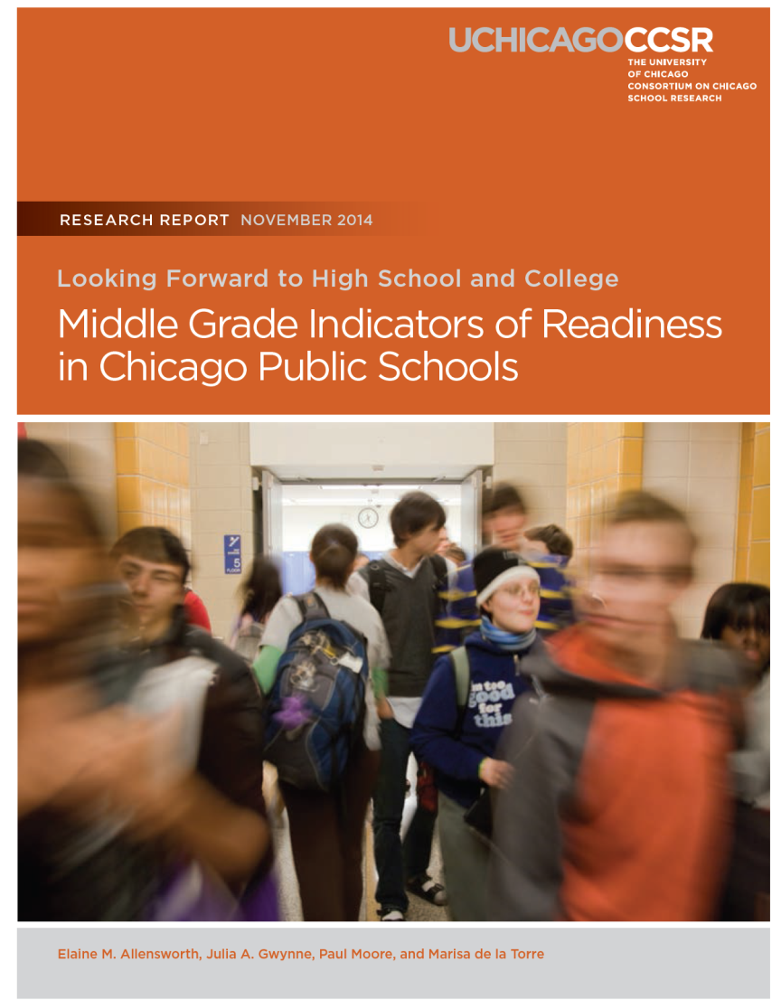 UCHICAGOCCSR
THE UNIVERSITY
OF CHICAGO
CONSORTIUM ON CHICAGO
SCHOOL RESEARCH
RESEARCH REPORT NOVEMBER 2014
Looking Forward to High School and College
Middle Grade Indicators of Readiness
in Chicago Public Schools
5
FLOOR
im too
good
for
this
Elaine M. Allensworth, Julia A. Gwynne, Paul Moore, and Marisa de la Torre